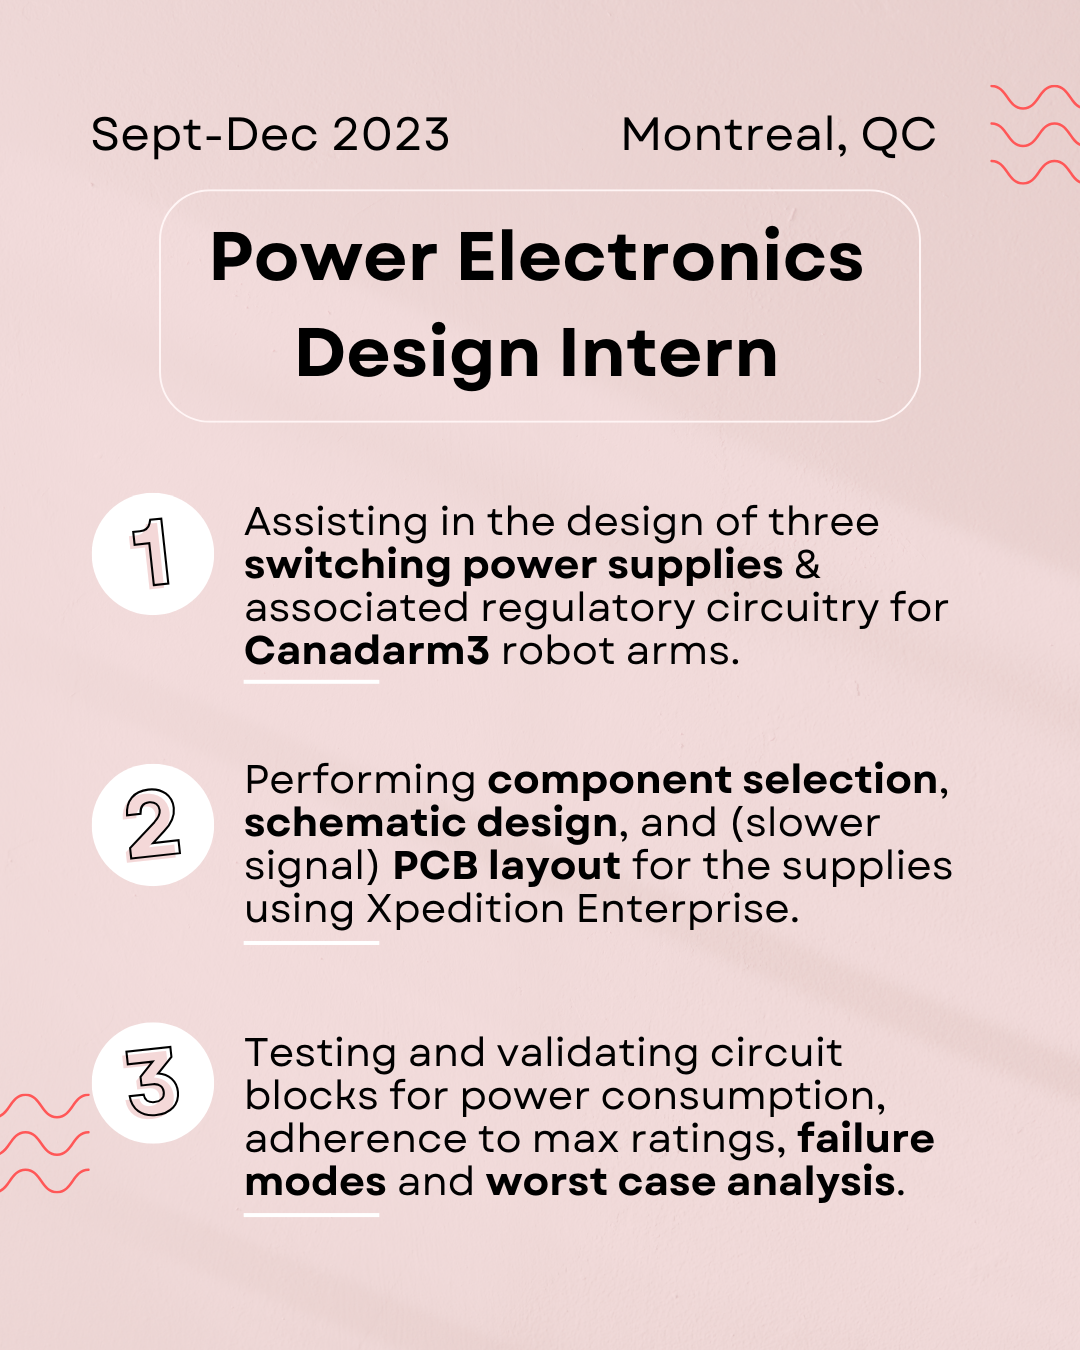 Sept-Dec 2023
Montreal, QC
Power Electronics
Design Intern
1
Assisting in the design of three
switching power supplies &
associated regulatory circuitry for
Canadarm3 robot arms.
2
Performing component selection,
schematic design, and (slower
signal) PCB layout for the supplies
using Xpedition Enterprise.
3
Testing and validating circuit
blocks for power consumption,
adherence to max ratings, failure
modes and worst case analysis.